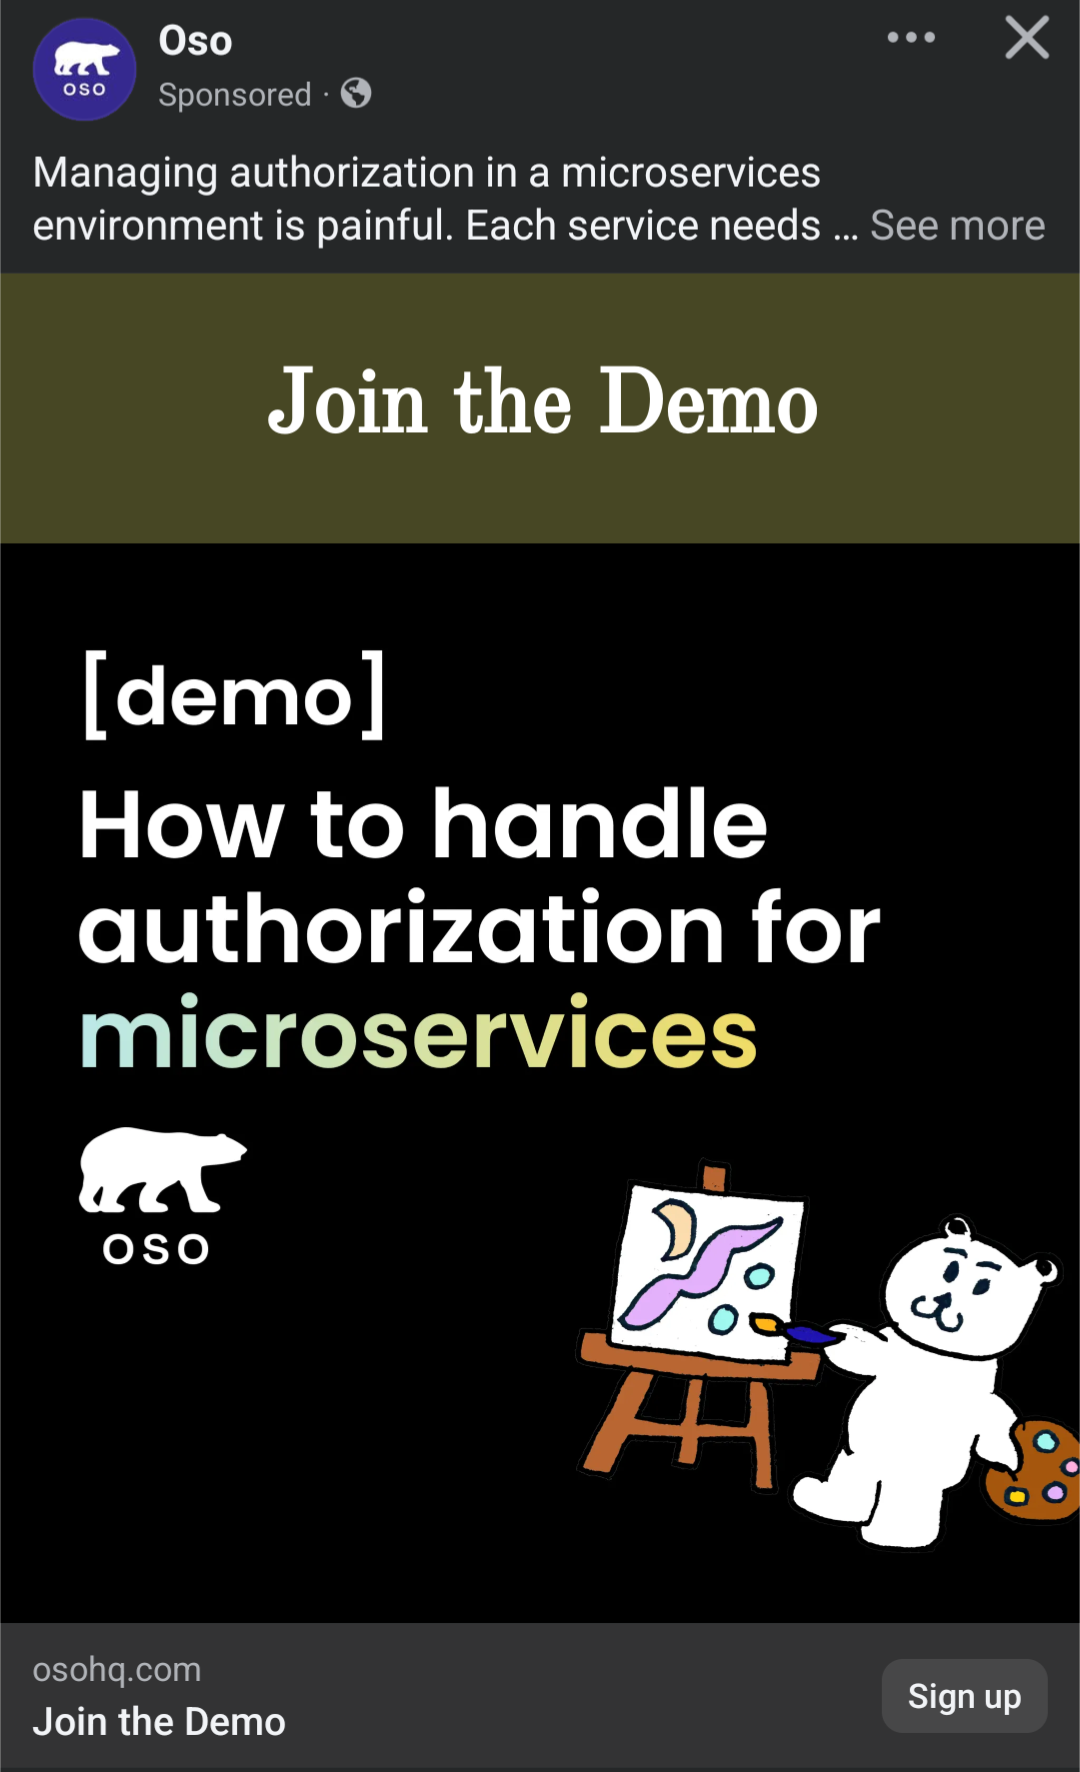 Oso
Sponsored ·
oso
Managing authorization in a microservices
environment is painful. Each service needs ... See more
Join the Demo
[demo]
How to handle
authorization for
microservices
oso
osohq.com
Join the Demo
Sign up